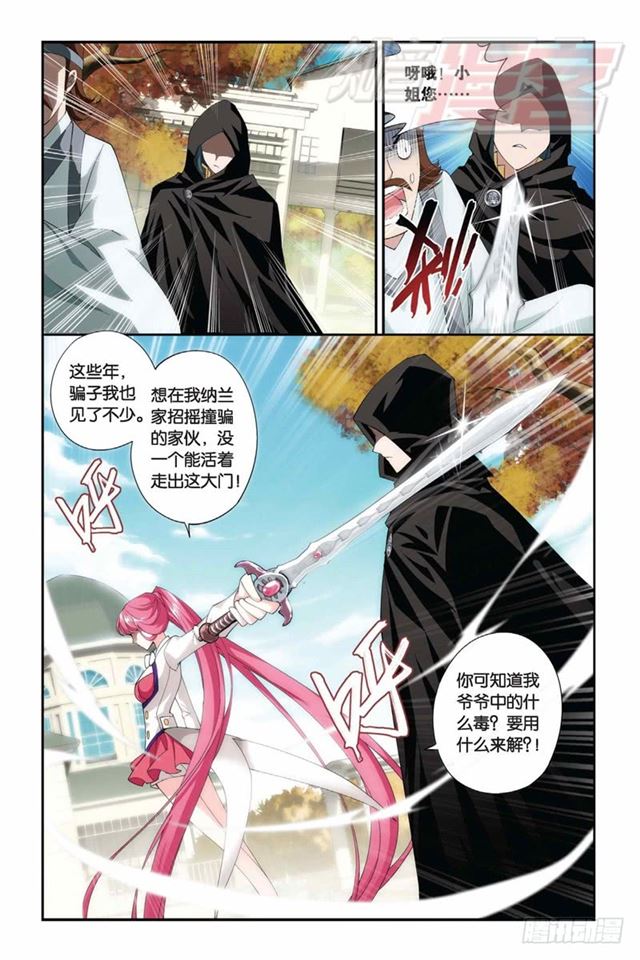 呀哦！小
姐您……
刷!!
这些年，
骗子我也
见了不少。
想在我纳兰
家招摇撞骗
的家伙，没
一个能活着
走出这大门！
呼
呼
你可知道我
爷爷中的什
么毒？要用
什么来解？！
腾讯动漫